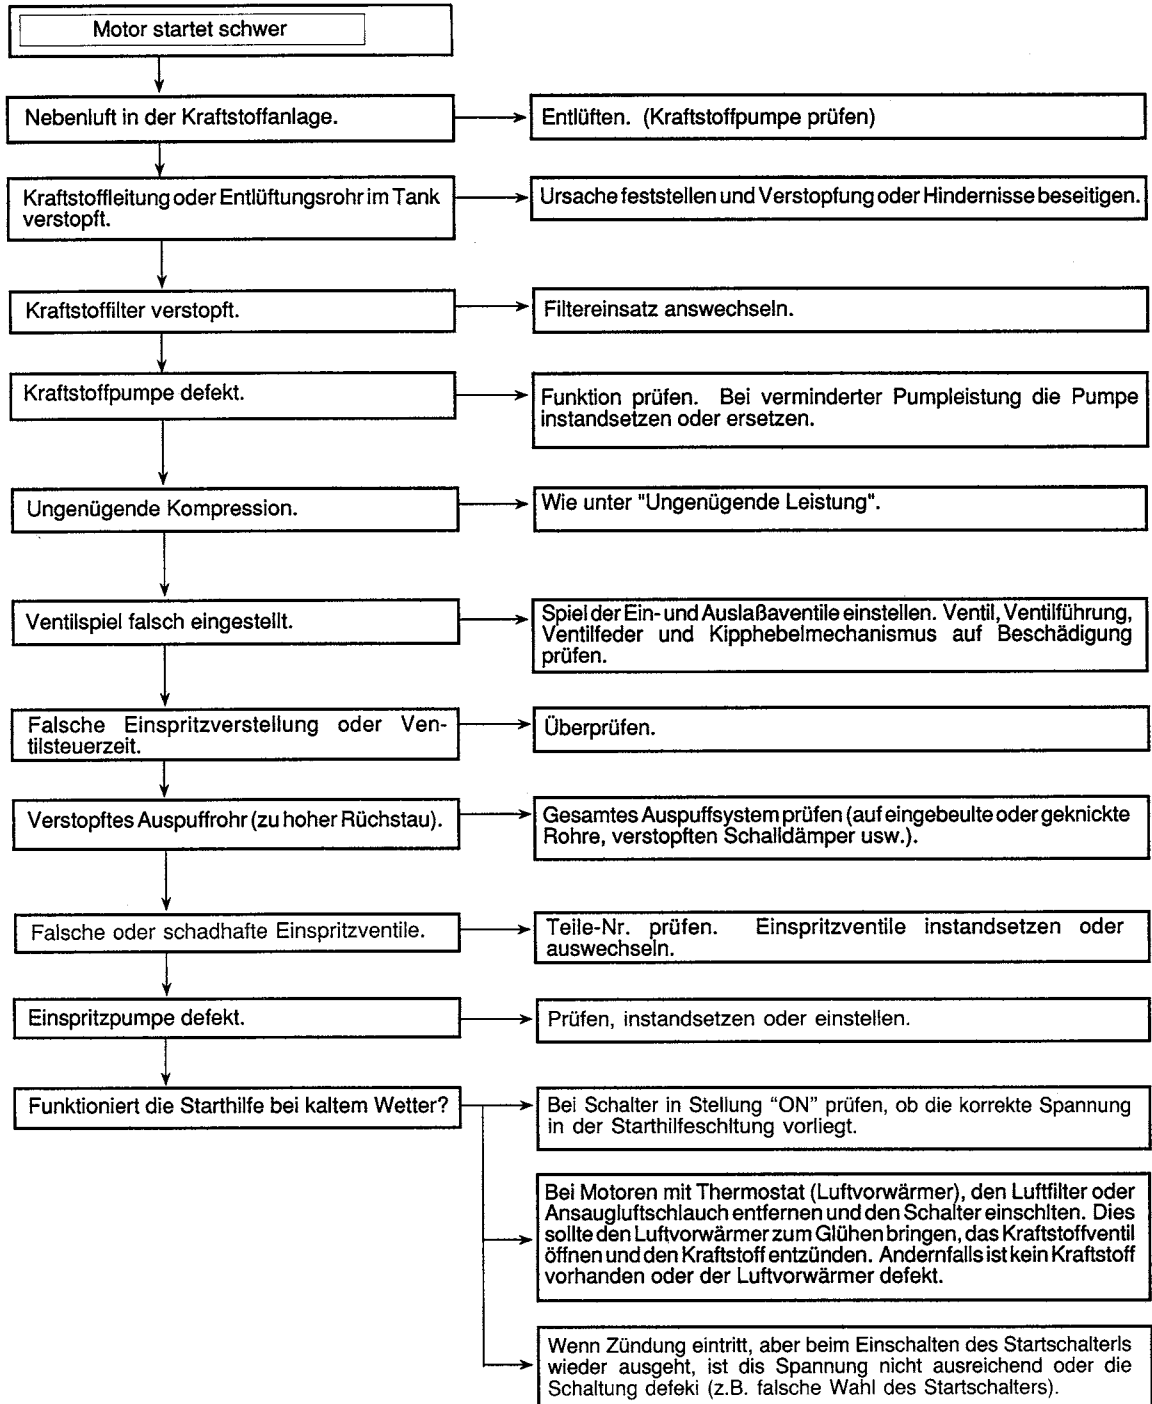 Motor startet schwer
Nebenluft in der Kraftstoffanlage.
Entlüften. (Kraftstoffpumpe prüfen)
Kraftstoffleitung oder Entlüftungsrohr im Tank
verstopft.
Ursache feststellen und Verstopfung oder Hindernisse beseitigen.
Kraftstoffilter verstopft.
Filtereinsatz answechseln.
Kraftstoffpumpe defekt.
Funktion prüfen. Bei verminderter Pumpleistung die Pumpe
instandsetzen oder ersetzen.
Ungenügende Kompression.
Wie unter "Ungenügende Leistung".
Ventilspiel falsch eingestellt.
Spiel der Ein- und Auslaßaventile einstellen. Ventil, Ventilführung,
Ventilfeder und Kipphebelmechanismus auf Beschädigung
prüfen.
Falsche Einspritzverstellung oder Ven-
tilsteuerzeit.
Überprüfen.
Verstopftes Auspuffrohr (zu hoher Rüchstau).
Gesamtes Auspuffsystem prüfen (auf eingebeulte oder geknickte
Rohre, verstopften Schalldämper usw.).
Falsche oder schadhafte Einspritzventile.
Teile-Nr. prüfen. Einspritzventile instandsetzen oder
auswechseln.
Einspritzpumpe defekt.
Prüfen, instandsetzen oder einstellen.
Funktioniert die Starthilfe bei kaltem Wetter?
Bei Schalter in Stellung “ON” prüfen, ob die korrekte Spannung
in der Starthilfeschltung vorliegt.
Bei Motoren mit Thermostat (Luftvorwärmer), den Luftfilter oder
Ansaugluftschlauch entfernen und den Schalter einschlten. Dies
sollte den Luftvorwärmer zum Glühen bringen, das Kraftstoffventil
öffnen und den Kraftstoff entzünden. Andernfalls ist kein Kraftstoff
vorhanden oder der Luftvorwärmer defekt.
Wenn Zündung eintritt, aber beim Einschalten des Startschalterls
wieder ausgeht, ist dis Spannung nicht ausreichend oder die
Schaltung defeki (z.B. falsche Wahl des Startschalters).